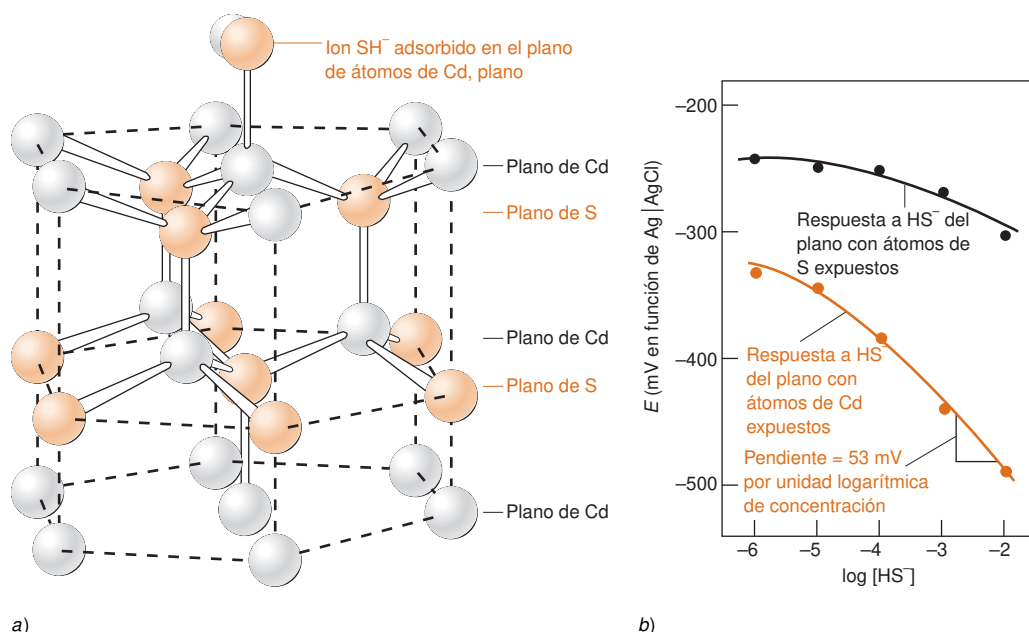 Ion SH⁻ adsorbido en el plano
de átomos de Cd, plano
Plano de Cd
Plano de S
Plano de Cd
Plano de S
Plano de Cd
a)
E (mV en función de Ag|AgCl)
–200
–300
–400
–500
Respuesta a HS⁻ del
plano con átomos de
S expuestos
Respuesta a HS⁻
del plano con
átomos de Cd
expuestos
Pendiente = 53 mV
por unidad logarítmica
de concentración
–6 –5 –4 –3 –2
log [HS⁻]
b)